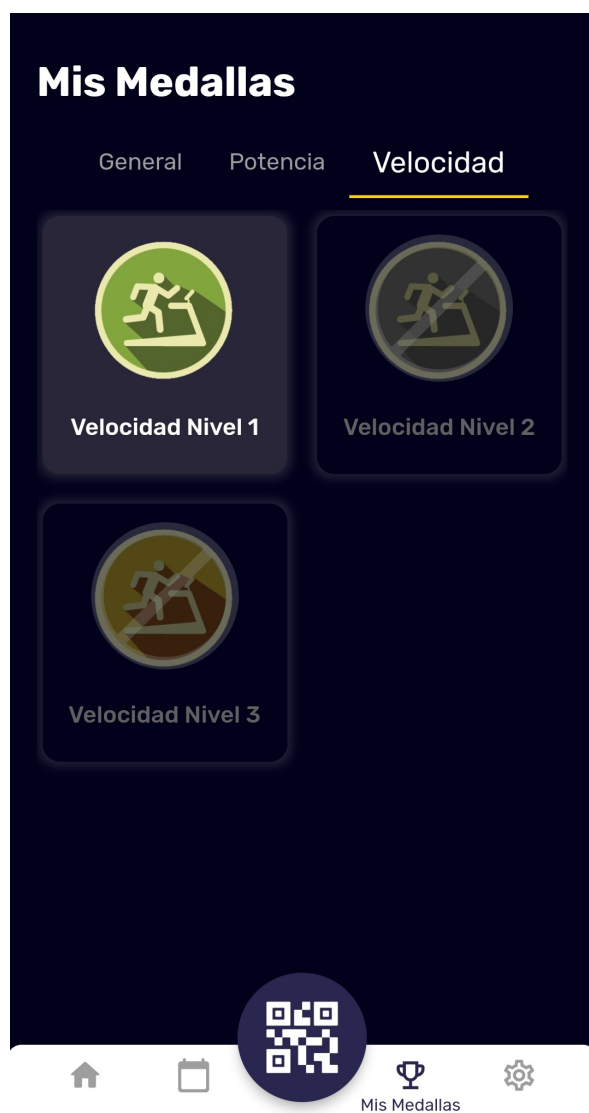 Mis Medallas
General Potencia Velocidad
Velocidad Nivel 1 Velocidad Nivel 2
Velocidad Nivel 3
Mis Medallas